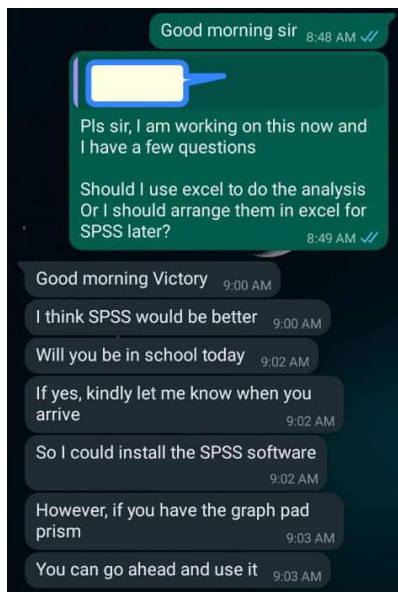 Good morning sir 8:48 AM
Pls sir, I am working on this now and
I have a few questions
Should I use excel to do the analysis
Or I should arrange them in excel for
SPSS later?
8:49 AM
Good morning Victory 9:00 AM
I think SPSS would be better 9:00 AM
Will you be in school today 9:02 AM
If yes, kindly let me know when you
arrive 9:02 AM
So I could install the SPSS software
9:02 AM
However, if you have the graph pad
prism 9:03 AM
You can go ahead and use it 9:03 AM